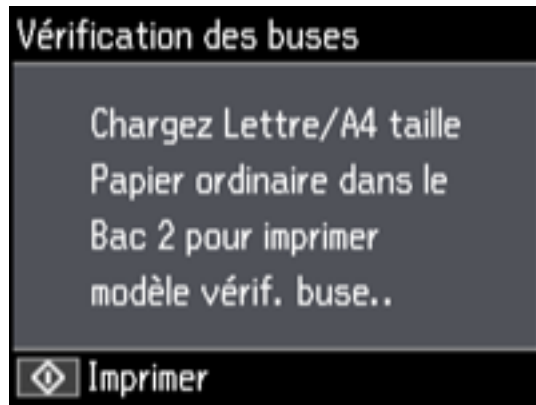 Vérification des buses
Chargez Lettre/A4 taille
Papier ordinaire dans le
Bac 2 pour imprimer
modèle vérif. buse..
Imprimer